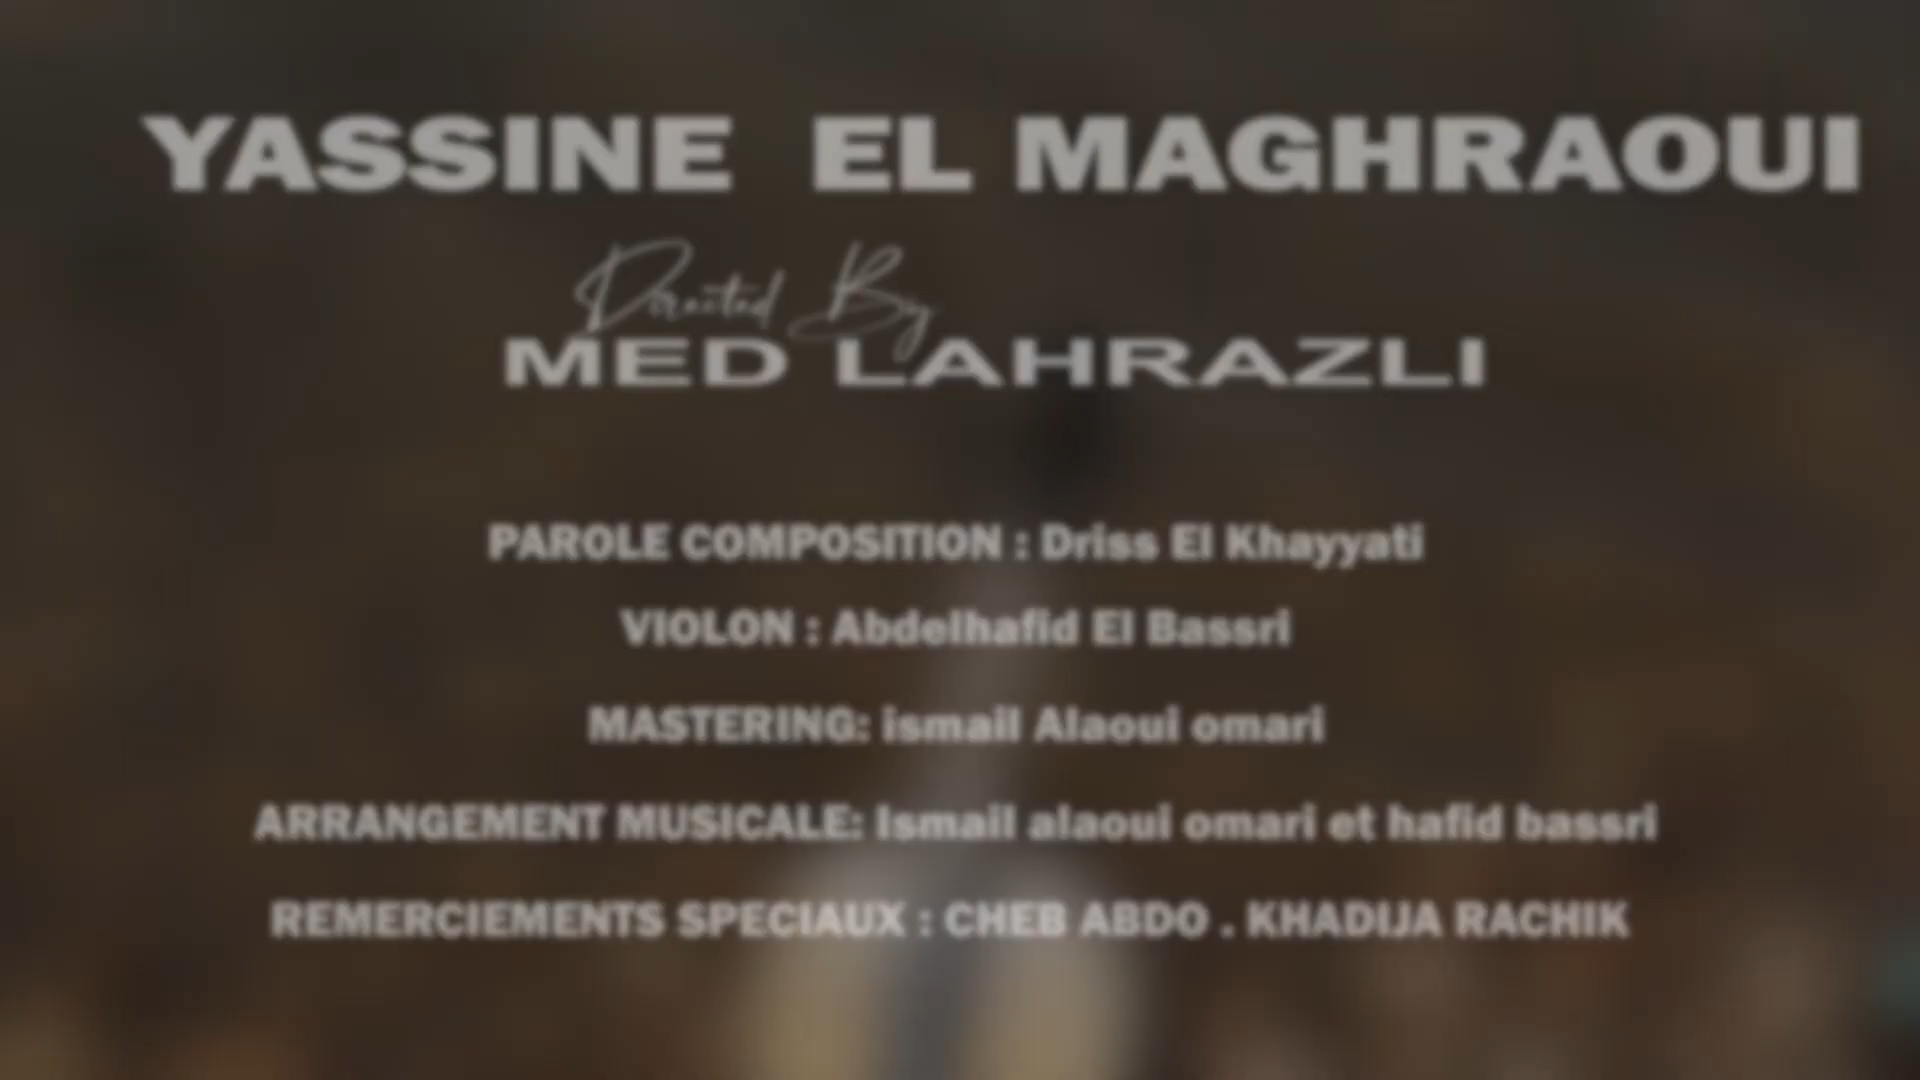 YASSINE EL MAGHRAOUI
Directed By
MED LAHRAZLI
PAROLE COMPOSITION : Driss El Khayyati
VIOLON : Abdelhafid El Bassri
MASTERING: ismail Alaoui omari
ARRANGEMENT MUSICALE: Ismail alaoui omari et hafid bassri
REMERCIEMENTS SPECIAUX : CHEB ABDO . KHADIJA RACHIK